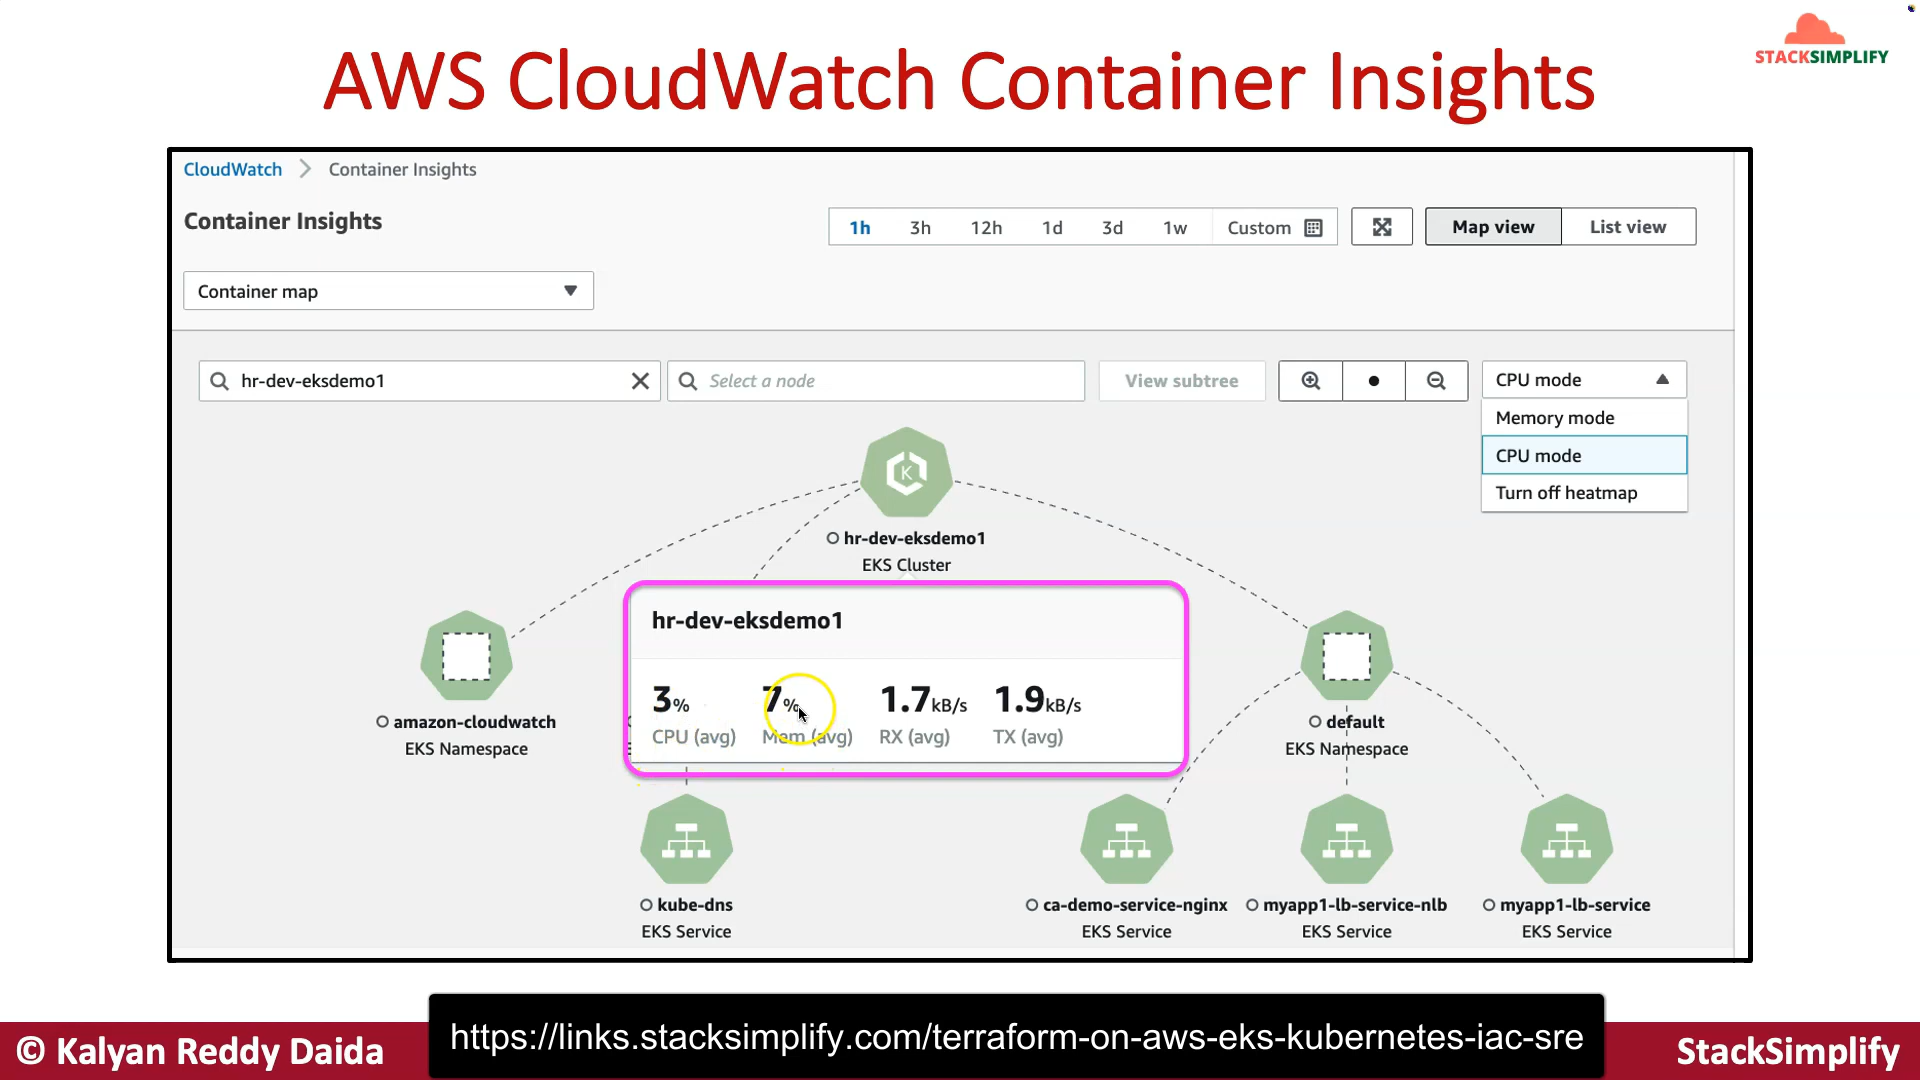 AWS CloudWatch Container Insights
STACKSIMPLIFY
CloudWatch Container Insights
Container Insights
1h 3h 12h 1d 3d 1w Custom
Map view List view
Container map
hr-dev-eksdemo1
Select a node
View subtree
CPU mode
Memory mode
CPU mode
Turn off heatmap
K
hr-dev-eksdemo1
EKS Cluster
hr-dev-eksdemo1
3% 7% 1.7kB/s 1.9kB/s
CPU (avg) Mem (avg) RX (avg) TX (avg)
amazon-cloudwatch
EKS Namespace
default
EKS Namespace
kube-dns
EKS Service
ca-demo-service-nginx
EKS Service
myapp1-lb-service-nlb
EKS Service
myapp1-lb-service
EKS Service
© Kalyan Reddy Daida
https://links.stacksimplify.com/terraform-on-aws-eks-kubernetes-iac-sre
StackSimplify